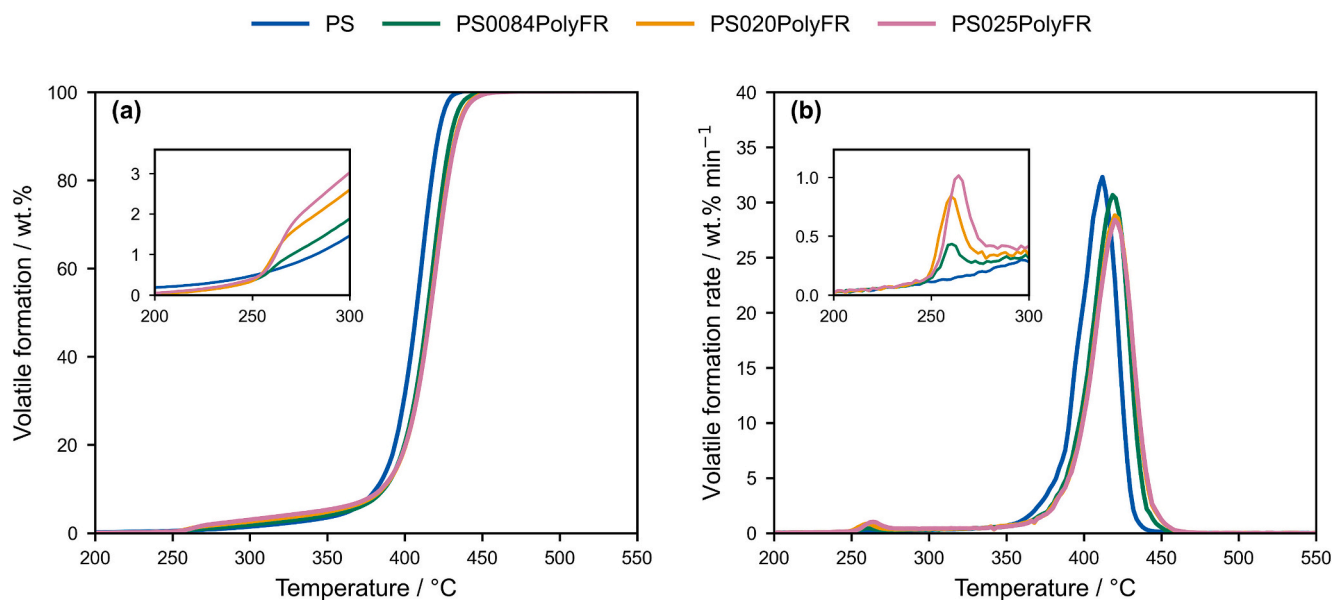 PS PS0084PolyFR PS020PolyFR PS025PolyFR
(a)
Volatile formation / wt.%
100
80
60
40
20
0
3
2
1
0
200 250 300
200 250 300 350 400 450 500 550
Temperature / °C
(b)
Volatile formation rate / wt.% min⁻¹
40
35
30
25
20
15
10
5
0
1.0
0.5
0.0
200 250 300
200 250 300 350 400 450 500 550
Temperature / °C